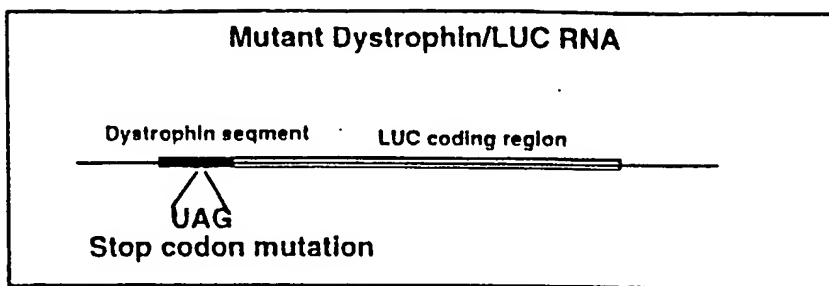 Mutant Dystrophin/LUC RNA
Dystrophin seqment LUC coding region
UAG
Stop codon mutation